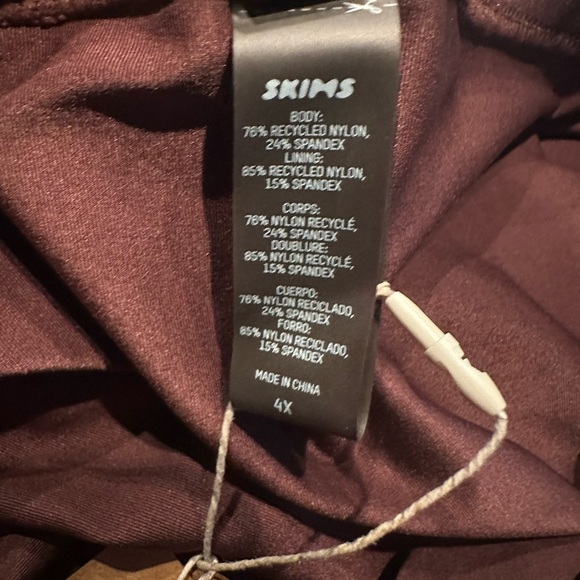 SKIMS
BODY:
76% RECYCLED NYLON,
24% SPANDEX
LINING:
85% RECYCLED NYLON,
15% SPANDEX
CORPS:
76% NYLON RECYCLÉ,
24% SPANDEX
DOUBLURE:
85% NYLON RECYCLÉ,
15% SPANDEX
CUERPO:
76% NYLON RECICLADO,
24% SPANDEX
FORRO:
85% NYLON RECICLADO,
15% SPANDEX
MADE IN CHINA
4X